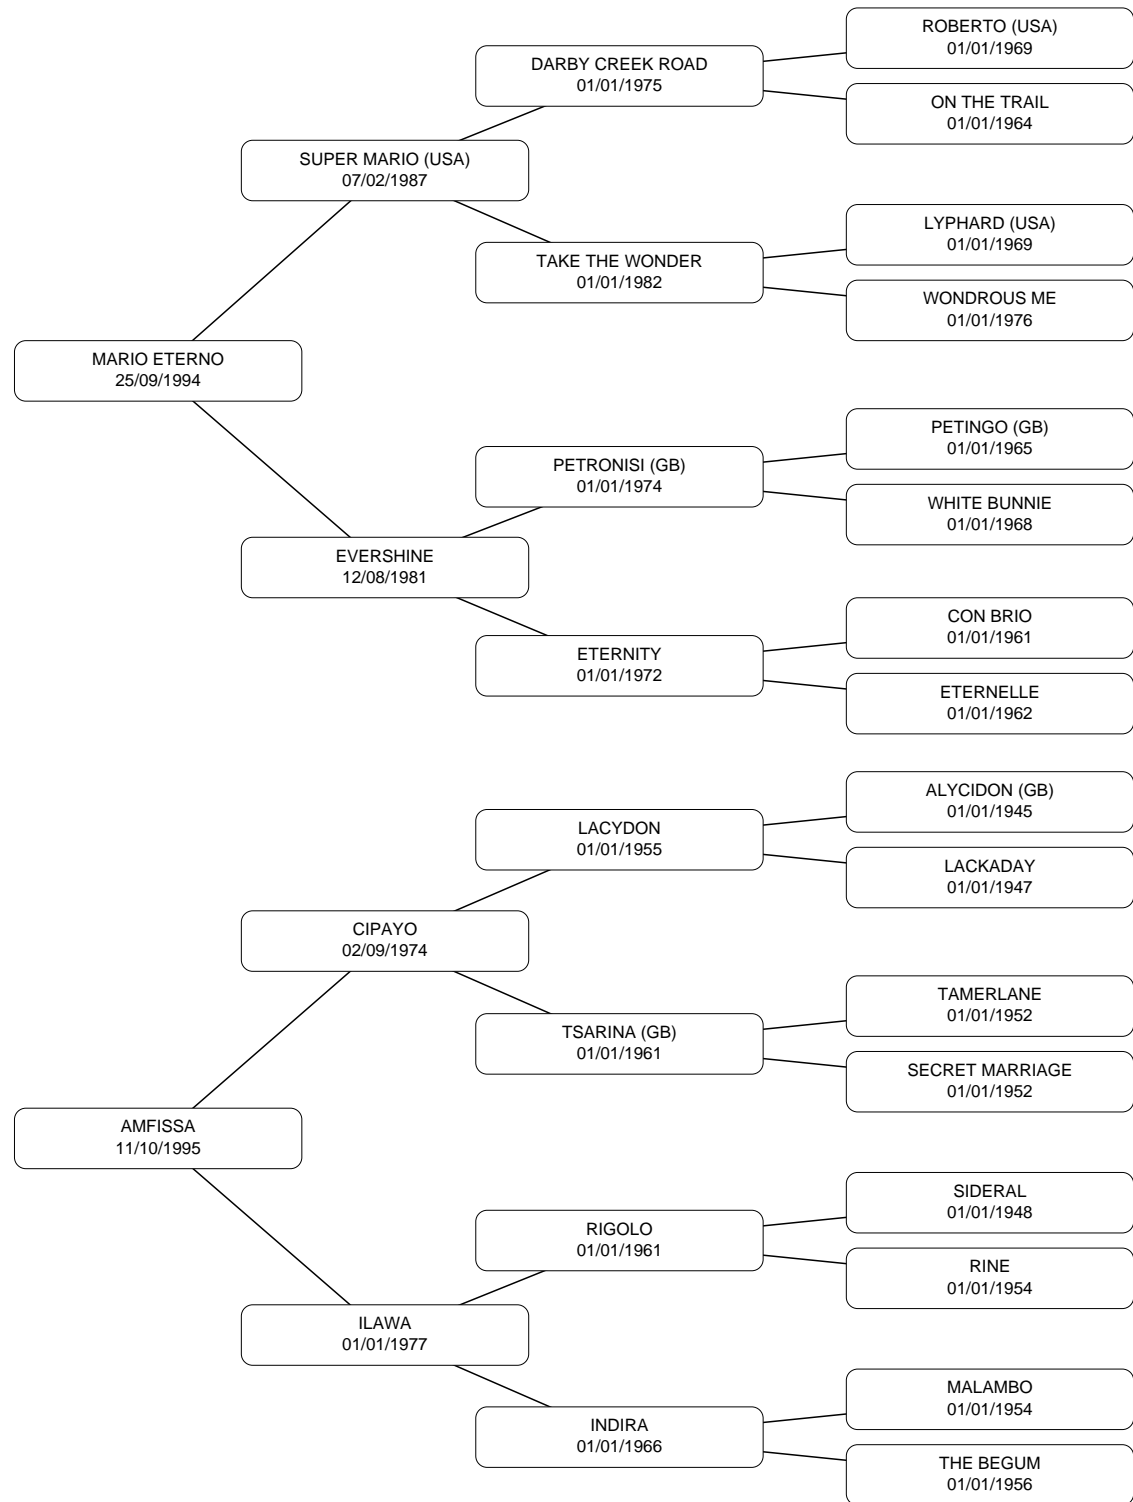 ROBERTO (USA)
01/01/1969
DARBY CREEK ROAD
01/01/1975
ON THE TRAIL
01/01/1964
SUPER MARIO (USA)
07/02/1987
LYPHARD (USA)
01/01/1969
TAKE THE WONDER
01/01/1982
WONDROUS ME
01/01/1976
MARIO ETERNO
25/09/1994
PETINGO (GB)
01/01/1965
PETRONISI (GB)
01/01/1974
WHITE BUNNIE
01/01/1968
EVERSHINE
12/08/1981
CON BRIO
01/01/1961
ETERNITY
01/01/1972
ETERNELLE
01/01/1962
ALYCIDON (GB)
01/01/1945
LACYDON
01/01/1955
LACKADAY
01/01/1947
CIPAYO
02/09/1974
TAMERLANE
01/01/1952
TSARINA (GB)
01/01/1961
SECRET MARRIAGE
01/01/1952
AMFISSA
11/10/1995
SIDERAL
01/01/1948
RIGOLO
01/01/1961
RINE
01/01/1954
ILAWA
01/01/1977
MALAMBO
01/01/1954
INDIRA
01/01/1966
THE BEGUM
01/01/1956